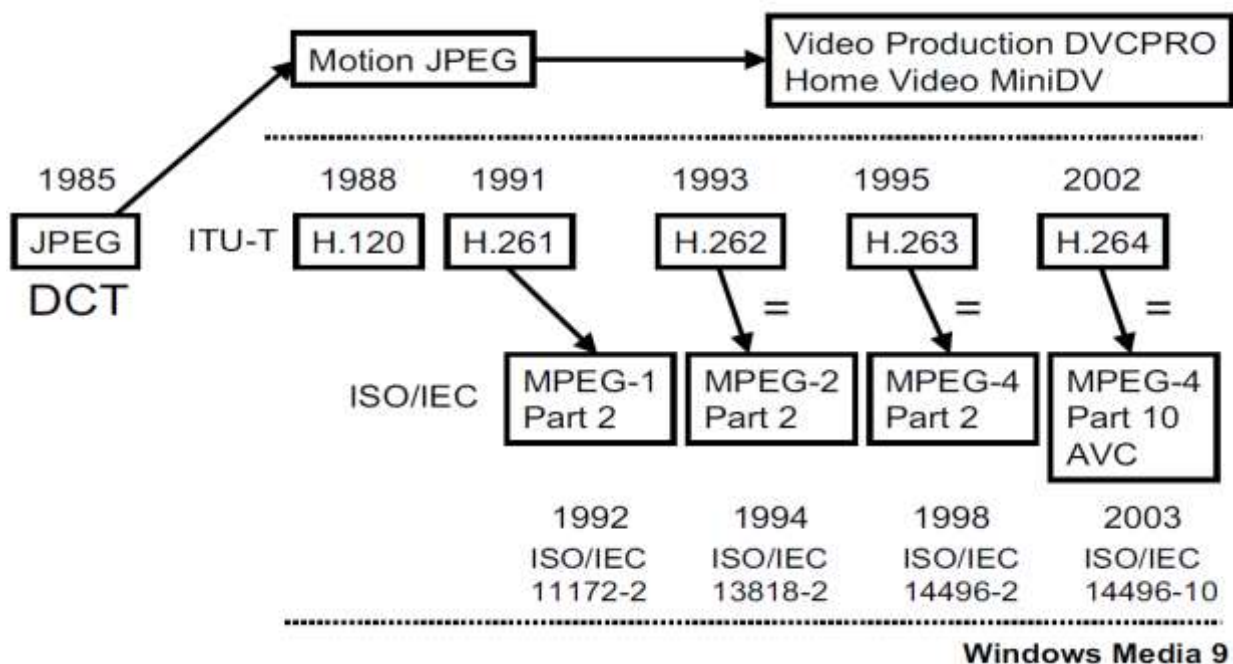 Motion JPEG
Video Production DVCPRO
Home Video MiniDV
1985 1988 1991 1993 1995 2002
JPEG ITU-T H.120 H.261 H.262 H.263 H.264
DCT
= = =
ISO/IEC
MPEG-1
Part 2
MPEG-2
Part 2
MPEG-4
Part 2
MPEG-4
Part 10
AVC
1992 1994 1998 2003
ISO/IEC ISO/IEC ISO/IEC ISO/IEC
11172-2 13818-2 14496-2 14496-10
Windows Media 9